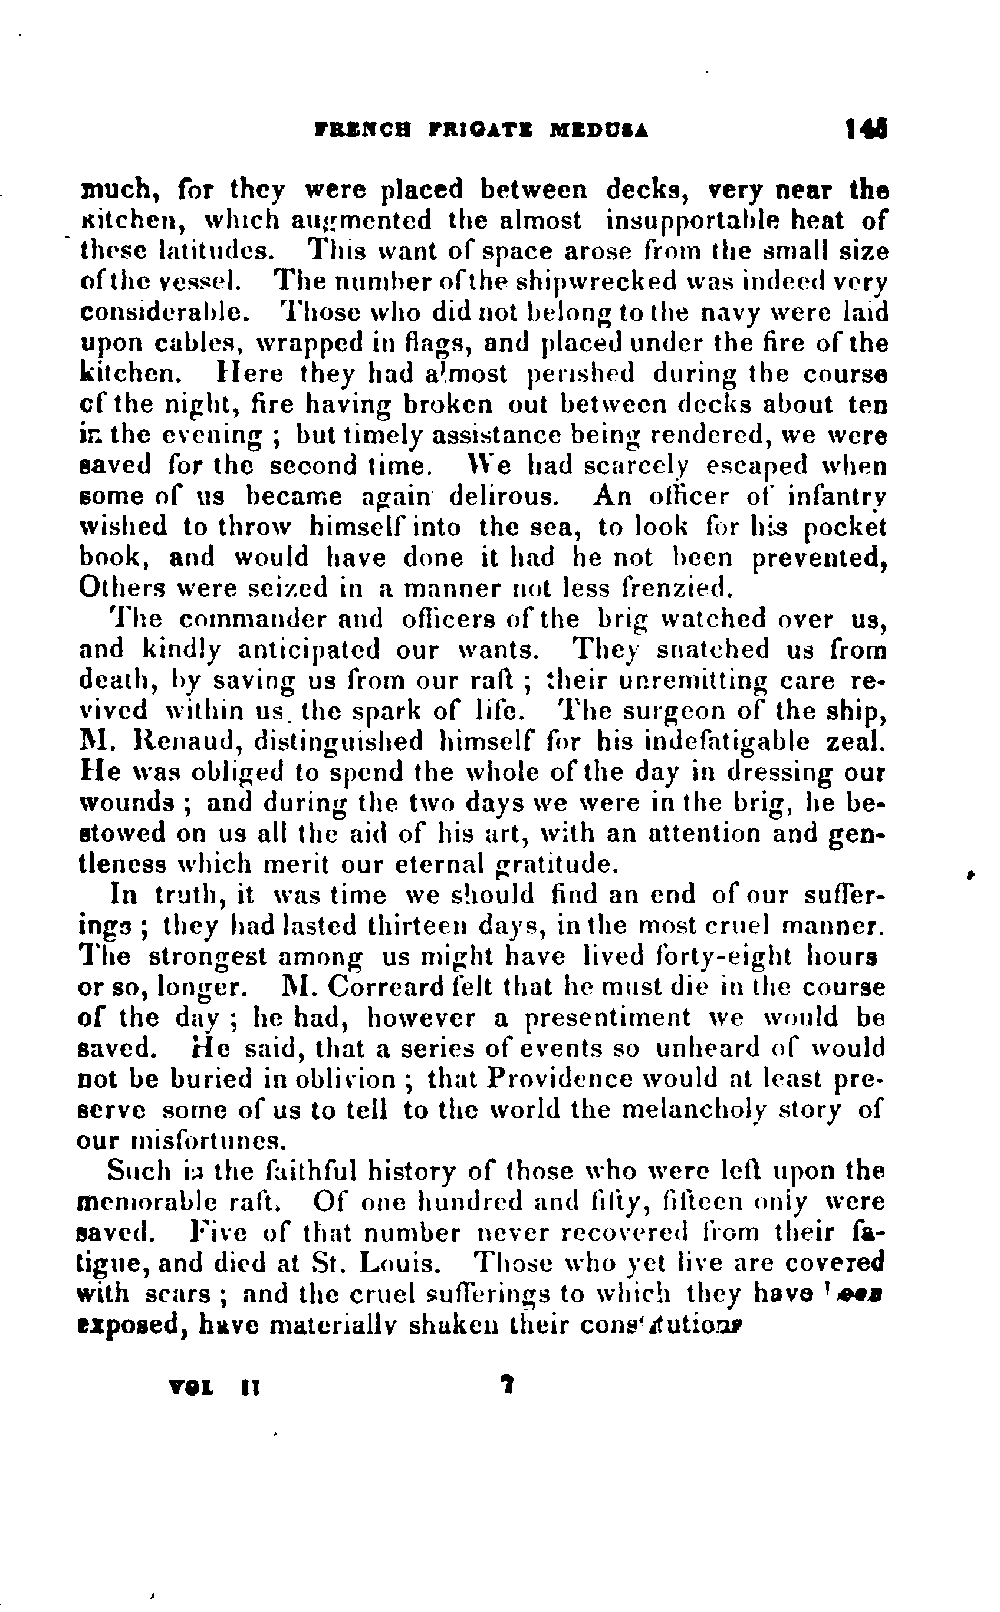 FRENCH FRIGATE MEDUSA 145
much, for they were placed between decks, very near the
kitchen, which augmented the almost insupportable heat of
these latitudes. This want of space arose from the small size
of the vessel. The number of the shipwrecked was indeed very
considerable. Those who did not belong to the navy were laid
upon cables, wrapped in flags, and placed under the fire of the
kitchen. Here they had almost perished during the course
of the night, fire having broken out between decks about ten
in the evening ; but timely assistance being rendered, we were
saved for the second time. We had scarcely escaped when
some of us became again delirous. An officer of infantry
wished to throw himself into the sea, to look for his pocket
book, and would have done it had he not been prevented,
Others were seized in a manner not less frenzied.
The commander and officers of the brig watched over us,
and kindly anticipated our wants. They snatched us from
death, by saving us from our raft ; their unremitting care re-
vived within us the spark of life. The surgeon of the ship,
M. Renaud, distinguished himself for his indefatigable zeal.
He was obliged to spend the whole of the day in dressing our
wounds ; and during the two days we were in the brig, he be-
stowed on us all the aid of his art, with an attention and gen-
tleness which merit our eternal gratitude.
In truth, it was time we should find an end of our suffer-
ings ; they had lasted thirteen days, in the most cruel manner.
The strongest among us might have lived forty-eight hours
or so, longer. M. Correard felt that he must die in the course
of the day ; he had, however a presentiment we would be
saved. He said, that a series of events so unheard of would
not be buried in oblivion ; that Providence would at least pre-
serve some of us to tell to the world the melancholy story of
our misfortunes.
Such is the faithful history of those who were left upon the
memorable raft. Of one hundred and fifty, fifteen only were
saved. Five of that number never recovered from their fa-
tigue, and died at St. Louis. Those who yet live are covered
with scars ; and the cruel sufferings to which they have been
exposed, have materially shaken their constitutions
VOL II 7